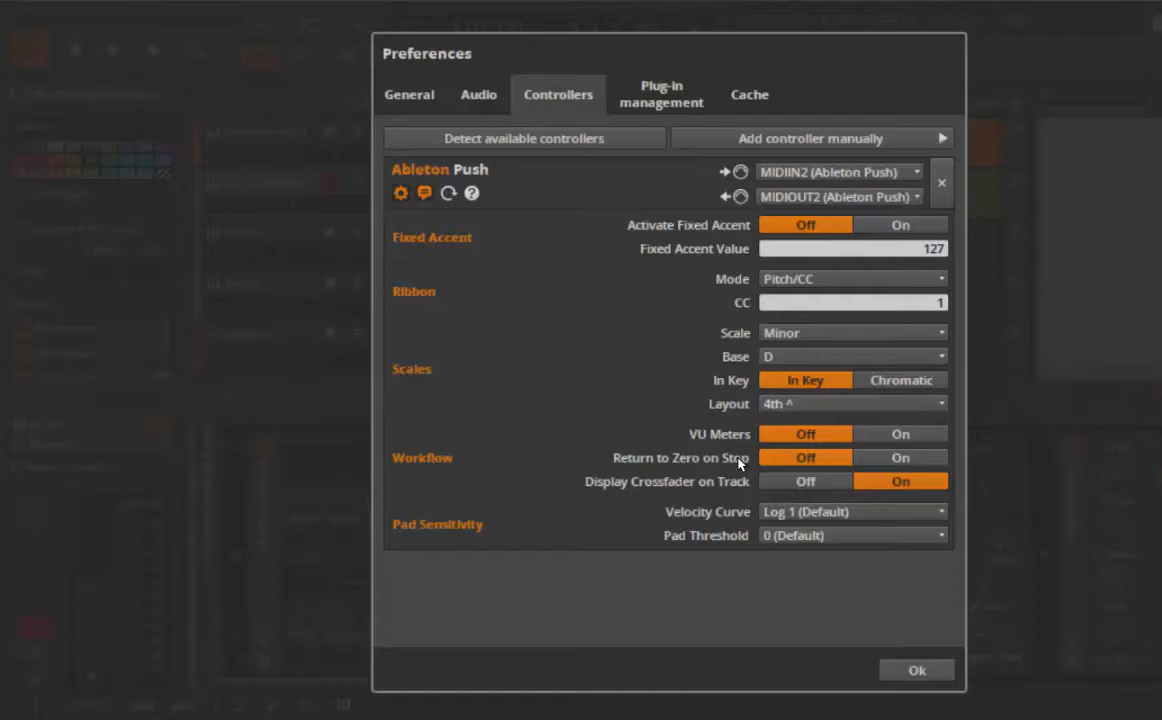 Preferences
General
Audio
Controllers
Plug-in
management
Cache
Detect available controllers
Add controller manually
Ableton Push
MIDIIN2 (Ableton Push)
MIDIOUT2 (Ableton Push)
Fixed Accent
Activate Fixed Accent
Off
On
Fixed Accent Value
127
Ribbon
Mode
Pitch/CC
CC
1
Scales
Scale
Minor
Base
D
In Key
In Key
Chromatic
Layout
4th ^
Workflow
VU Meters
Off
On
Return to Zero on Stop
Off
On
Display Crossfader on Track
Off
On
Pad Sensitivity
Velocity Curve
Log 1 (Default)
Pad Threshold
0 (Default)
Ok